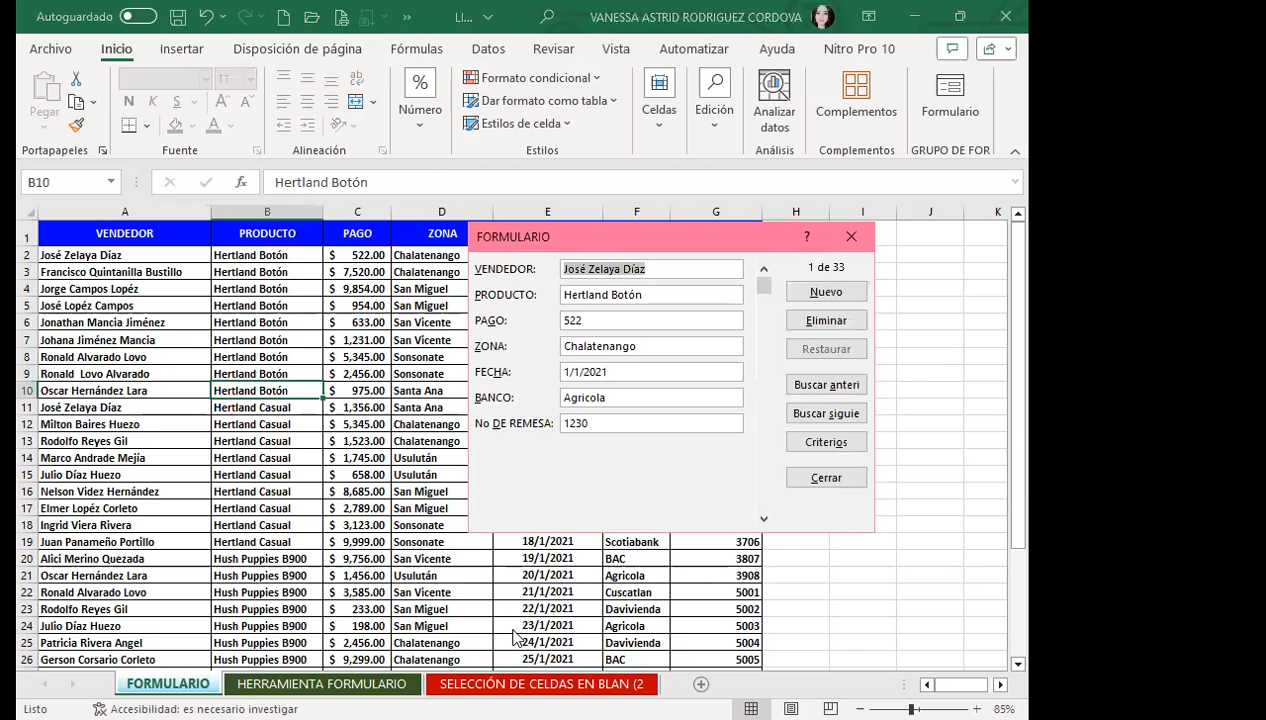 Autoguardado
LI...
VANESSA ASTRID RODRIGUEZ CORDOVA
Archivo Inicio Insertar Disposición de página Fórmulas Datos Revisar Vista Automatizar Ayuda Nitro Pro 10
Pegar
11
N K S
Número
Formato condicional
Dar formato como tabla
Estilos de celda
Celdas
Edición
Analizar datos
Complementos
Formulario
Portapapeles Fuente Alineación Estilos Análisis Complementos GRUPO DE FOR
B10 fx Hertland Botón
A B C D E F G H I J K
1 VENDEDOR PRODUCTO PAGO ZONA
2 José Zelaya Díaz Hertland Botón $ 522.00 Chalatenango
3 Francisco Quintanilla Bustillo Hertland Botón $ 7,520.00 Chalatenango
4 Jorge Campos Lopéz Hertland Botón $ 9,854.00 San Miguel
5 José Lopéz Campos Hertland Botón $ 954.00 San Miguel
6 Jonathan Mancia Jiménez Hertland Botón $ 633.00 San Vicente
7 Johana Jiménez Mancia Hertland Botón $ 1,231.00 San Vicente
8 Ronald Alvarado Lovo Hertland Botón $ 5,345.00 Sonsonate
9 Ronald Lovo Alvarado Hertland Botón $ 2,456.00 Sonsonate
10 Oscar Hernández Lara Hertland Botón $ 975.00 Santa Ana
11 José Zelaya Díaz Hertland Casual $ 1,356.00 Santa Ana
12 Milton Baires Huezo Hertland Casual $ 5,345.00 Chalatenango
13 Rodolfo Reyes Gil Hertland Casual $ 1,523.00 Chalatenango
14 Marco Andrade Mejía Hertland Casual $ 1,745.00 Usulután
15 Julio Díaz Huezo Hertland Casual $ 658.00 Usulután
16 Nelson Videz Hernández Hertland Casual $ 8,685.00 San Miguel
17 Elmer Lopéz Corleto Hertland Casual $ 2,789.00 San Miguel
18 Ingrid Viera Rivera Hertland Casual $ 3,123.00 Sonsonate
19 Juan Panameño Portillo Hertland Casual $ 9,999.00 Sonsonate 18/1/2021 Scotiabank 3706
20 Alici Merino Quezada Hush Puppies B900 $ 9,756.00 San Vicente 19/1/2021 BAC 3807
21 Oscar Hernández Lara Hush Puppies B900 $ 1,456.00 Usulután 20/1/2021 Agricola 3908
22 Ronald Alvarado Lovo Hush Puppies B900 $ 3,585.00 San Vicente 21/1/2021 Cuscatlan 5001
23 Rodolfo Reyes Gil Hush Puppies B900 $ 233.00 San Miguel 22/1/2021 Davivienda 5002
24 Julio Díaz Huezo Hush Puppies B900 $ 198.00 San Miguel 23/1/2021 Agricola 5003
25 Patricia Rivera Angel Hush Puppies B900 $ 2,456.00 Chalatenango 24/1/2021 Davivienda 5004
26 Gerson Corsario Corleto Hush Puppies B900 $ 9,299.00 Chalatenango 25/1/2021 BAC 5005
FORMULARIO ?
VENDEDOR: José Zelaya Díaz
PRODUCTO: Hertland Botón
PAGO: 522
ZONA: Chalatenango
FECHA: 1/1/2021
BANCO: Agricola
No DE REMESA: 1230
1 de 33
Nuevo
Eliminar
Restaurar
Buscar anteri
Buscar siguie
Criterios
Cerrar
FORMULARIO HERRAMIENTA FORMULARIO SELECCIÓN DE CELDAS EN BLAN (2
Listo Accesibilidad: es necesario investigar 85%